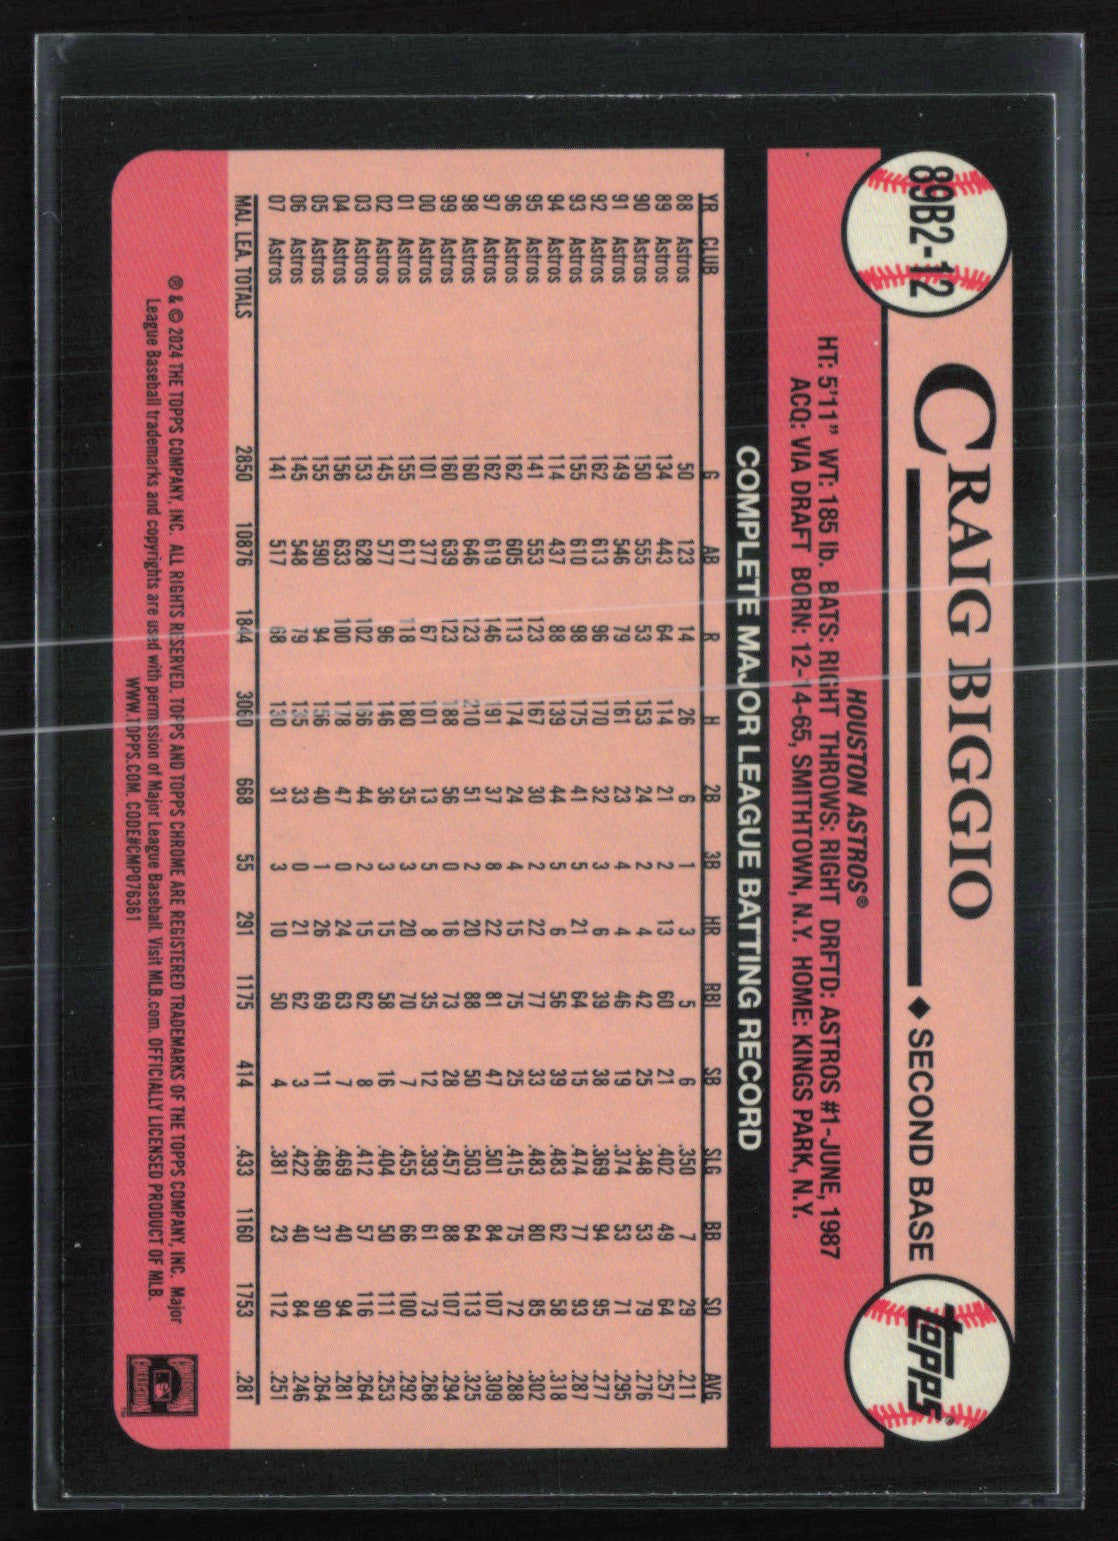 89B2-12
CRAIG BIGGIO ◆ SECOND BASE
topps®
HOUSTON ASTROS®
HT: 5'11" WT: 185 lb. BATS: RIGHT THROWS: RIGHT DRFTD: ASTROS #1-JUNE, 1987
ACQ: VIA DRAFT BORN: 12-14-65, SMITHTOWN, N.Y. HOME: KINGS PARK, N.Y.
COMPLETE MAJOR LEAGUE BATTING RECORD
YR CLUB G AB R H 2B 3B HR RBI SB SLG BB SO AVG
88 Astros 50 123 14 26 6 1 3 5 6 .350 7 29 .211
89 Astros 134 443 64 114 21 2 13 60 21 .402 49 64 .257
90 Astros 150 555 53 153 24 2 4 42 25 .348 53 79 .276
91 Astros 149 546 79 161 23 4 4 46 19 .374 53 71 .295
92 Astros 162 613 96 170 32 3 6 39 38 .369 94 95 .277
93 Astros 155 610 98 175 41 5 21 64 15 .474 77 93 .287
94 Astros 114 437 88 139 44 5 6 56 39 .483 62 58 .318
95 Astros 141 553 123 167 30 2 22 77 33 .483 80 85 .302
96 Astros 162 605 113 174 24 4 15 75 25 .415 75 72 .288
97 Astros 162 619 146 191 37 8 22 81 47 .501 84 107 .309
98 Astros 160 646 123 210 51 2 20 88 50 .503 64 113 .325
99 Astros 160 639 123 188 56 0 16 73 28 .457 88 107 .294
00 Astros 101 377 67 101 13 5 8 35 12 .393 61 73 .268
01 Astros 155 617 118 180 35 3 20 70 7 .455 66 100 .292
02 Astros 145 577 96 146 36 3 15 58 16 .404 50 111 .253
03 Astros 153 628 102 166 44 2 15 62 8 .412 57 116 .264
04 Astros 156 633 100 178 47 0 24 63 7 .469 40 94 .281
05 Astros 155 590 94 156 40 1 26 69 11 .468 37 90 .264
06 Astros 145 548 79 135 33 0 21 62 3 .422 40 84 .246
07 Astros 141 517 68 130 31 3 10 50 4 .381 23 112 .251
MAJ. LEA. TOTALS 2850 10876 1844 3060 668 55 291 1175 414 .433 1160 1753 .281
® & © 2024 THE TOPPS COMPANY, INC. ALL RIGHTS RESERVED. TOPPS AND TOPPS CHROME ARE REGISTERED TRADEMARKS OF THE TOPPS COMPANY, INC. Major
League Baseball trademarks and copyrights are used with permission of Major League Baseball. Visit MLB.com. OFFICIALLY LICENSED PRODUCT OF MLB.
WWW.TOPPS.COM. CODE#CMP076361
COOPERSTOWN
COLLECTION